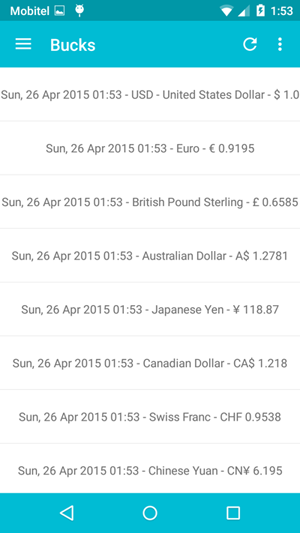 Mobitel 1:53
Bucks
Sun, 26 Apr 2015 01:53 - USD - United States Dollar - $ 1.0
Sun, 26 Apr 2015 01:53 - Euro - € 0.9195
Sun, 26 Apr 2015 01:53 - British Pound Sterling - £ 0.6585
Sun, 26 Apr 2015 01:53 - Australian Dollar - A$ 1.2781
Sun, 26 Apr 2015 01:53 - Japanese Yen - ¥ 118.87
Sun, 26 Apr 2015 01:53 - Canadian Dollar - CA$ 1.218
Sun, 26 Apr 2015 01:53 - Swiss Franc - CHF 0.9538
Sun, 26 Apr 2015 01:53 - Chinese Yuan - CN¥ 6.195